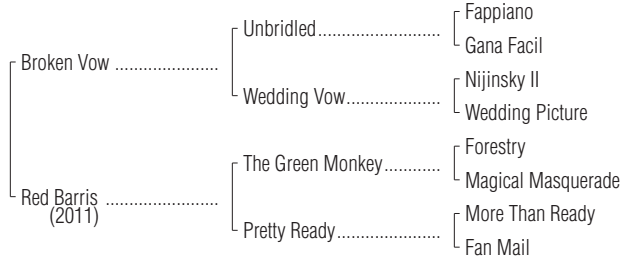 Fappiano
Unbridled....................
Gana Facil
Broken Vow ......................
Nijinsky II
Wedding Vow....................
Wedding Picture
Forestry
The Green Monkey............
Magical Masquerade
Red Barris ........................
(2011)
More Than Ready
Pretty Ready......................
Fan Mail